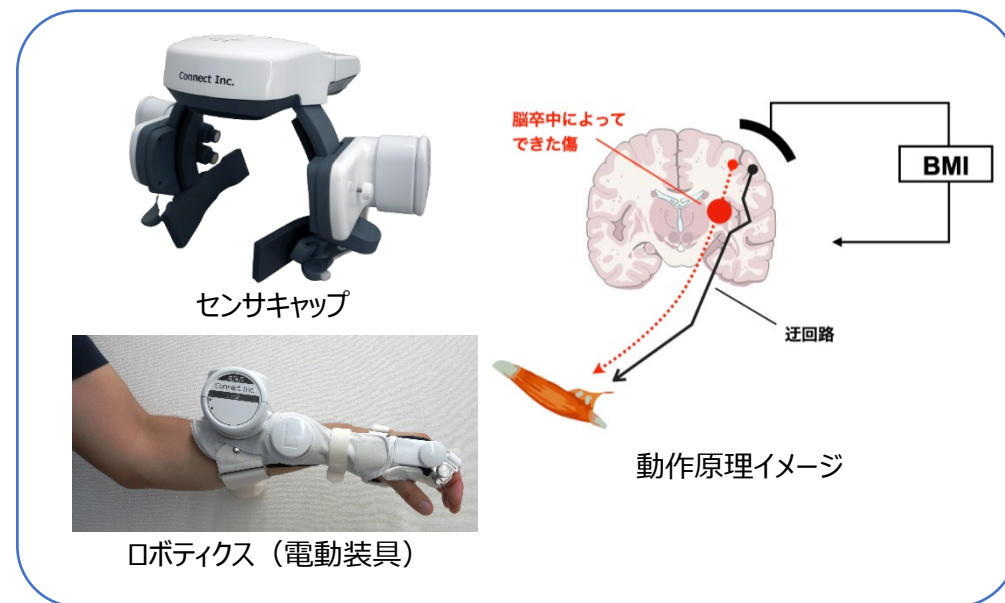 Connect Inc.
センサキャップ
Connect Inc.
ロボティクス（電動装具）
脳卒中によって
できた傷
BMI
迂回路
動作原理イメージ